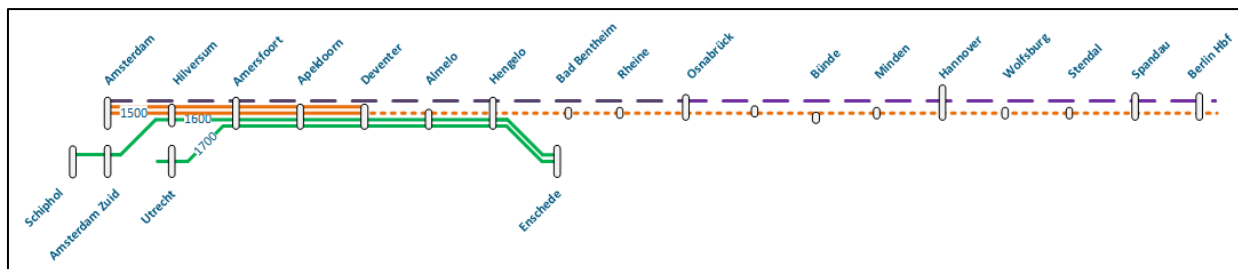 Amsterdam
Hilversum
Amersfoort
Apeldoorn
Deventer
Almelo
Hengelo
Bad Bentheim
Rheine
Osnabrück
Bünde
Minden
Hannover
Wolfsburg
Stendal
Spandau
Berlin Hbf
1500
1600
1700
Schiphol
Amsterdam Zuid
Utrecht
Enschede